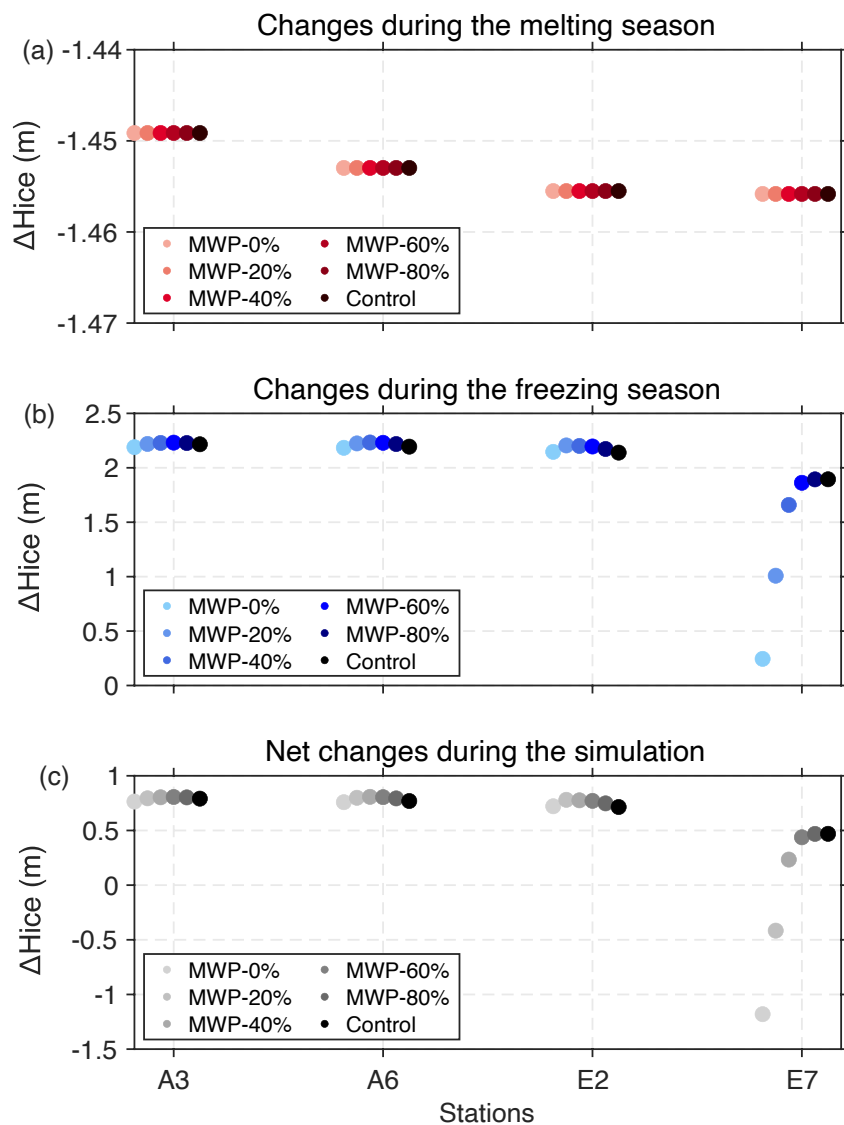 Changes during the melting season
(a)
-1.44
-1.45
-1.46
-1.47
ΔHice (m)
MWP-0% MWP-60%
MWP-20% MWP-80%
MWP-40% Control
Changes during the freezing season
(b)
2.5
2
1.5
1
0.5
0
ΔHice (m)
MWP-0% MWP-60%
MWP-20% MWP-80%
MWP-40% Control
Net changes during the simulation
(c)
1
0.5
0
-0.5
-1
-1.5
ΔHice (m)
MWP-0% MWP-60%
MWP-20% MWP-80%
MWP-40% Control
A3 A6 E2 E7
Stations